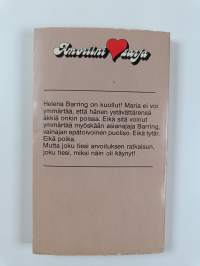 Arvoitus sarja
Helena Barring on kuollut! Maria ei voi
ymmärtää, että hänen ystävättärensä
äkkiä onkin poissa. Eikä sitä voinut
ymmärtää myöskään asianajaja Barring,
vainajan epätoivoinen puoliso. Eikä tytär.
Eikä poika.
Mutta joku tiesi arvoituksen ratkaisun,
joku tiesi, miksi näin oli käynyt!